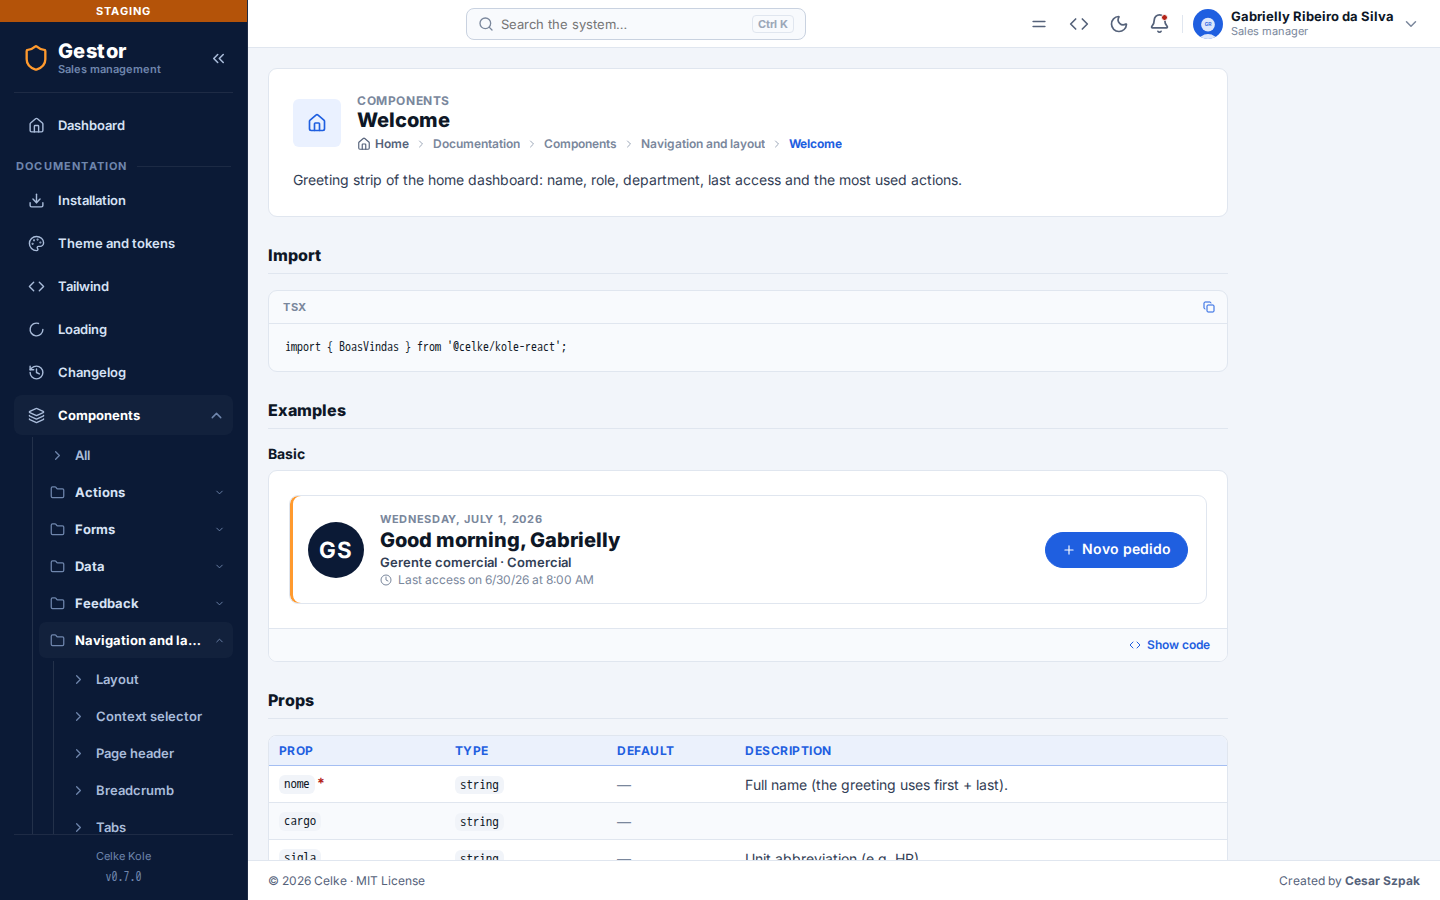 STAGING
Gestor
Sales management
Dashboard
DOCUMENTATION
Installation
Theme and tokens
Tailwind
Loading
Changelog
Components
All
Actions
Forms
Data
Feedback
Navigation and la...
Layout
Context selector
Page header
Breadcrumb
Tabs
Celke Kole
v0.7.0
Search the system...
Ctrl K
GR
Gabrielly Ribeiro da Silva
Sales manager
COMPONENTS
Welcome
Home
Documentation
Components
Navigation and layout
Welcome
Greeting strip of the home dashboard: name, role, department, last access and the most used actions.
Import
TSX
import { BoasVindas } from '@celke/kole-react';
Examples
Basic
GS
WEDNESDAY, JULY 1, 2026
Good morning, Gabrielly
Gerente comercial · Comercial
Last access on 6/30/26 at 8:00 AM
Novo pedido
Show code
Props
PROP TYPE DEFAULT DESCRIPTION
nome * string — Full name (the greeting uses first + last).
cargo string —
sigla string — Unit abbreviation (e.g. HR)
© 2026 Celke · MIT License
Created by Cesar Szpak